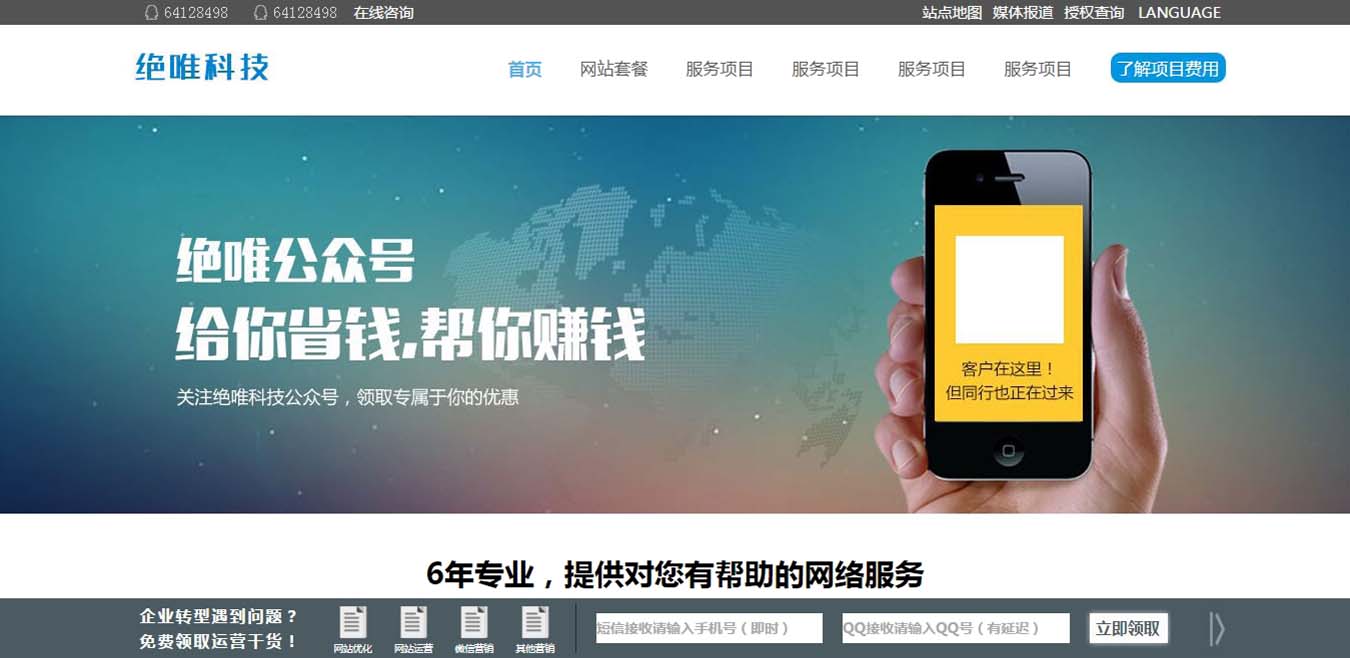 64128498 64128498 在线咨询 站点地图 媒体报道 授权查询 LANGUAGE
绝唯科技 首页 网站套餐 服务项目 服务项目 服务项目 服务项目 了解项目费用
绝唯公众号
给你省钱,帮你赚钱
关注绝唯科技公众号，领取专属于你的优惠
客户在这里！
但同行也正在过来
6年专业，提供对您有帮助的网络服务
企业转型遇到问题？
免费领取运营干货！
网站优化 网站运营 微信营销 其他营销
短信接收请输入手机号（即时） QQ接收请输入QQ号（有延迟） 立即领取